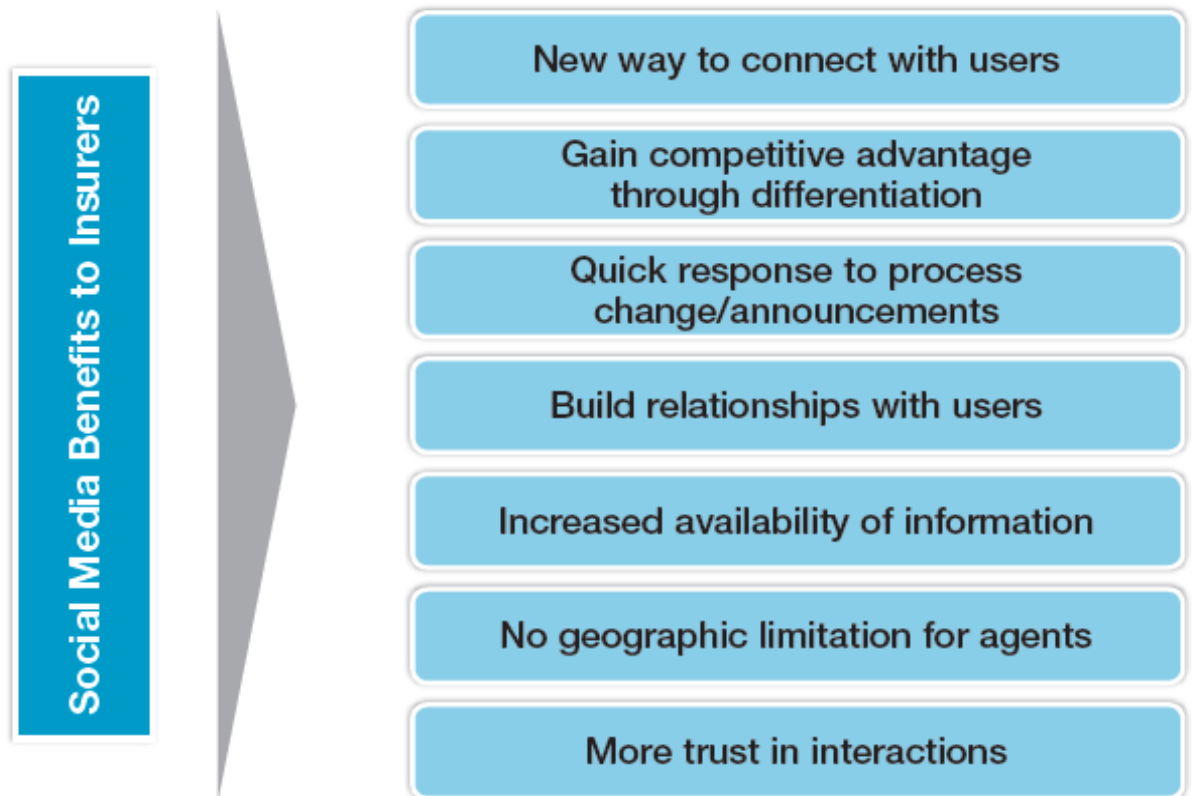 Social Media Benefits to Insurers
New way to connect with users
Gain competitive advantage
through differentiation
Quick response to process
change/announcements
Build relationships with users
Increased availability of information
No geographic limitation for agents
More trust in interactions